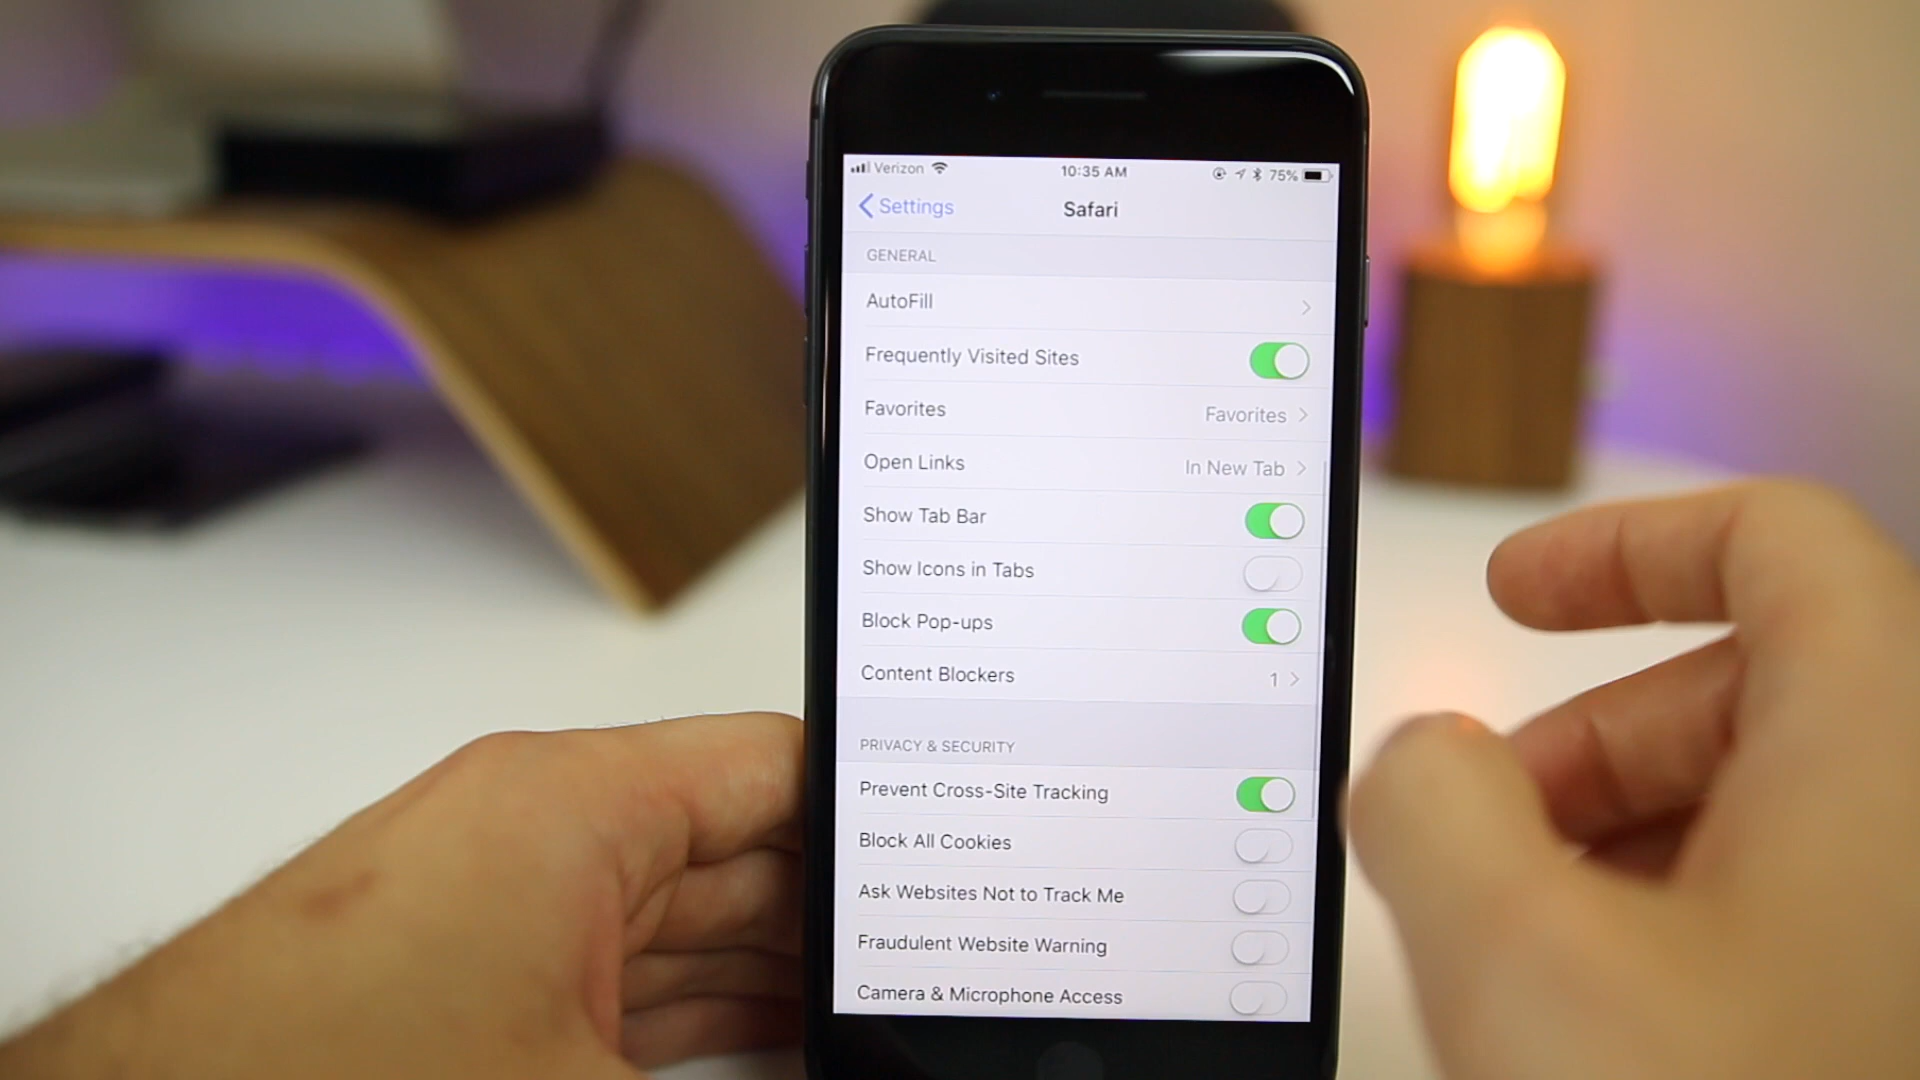 Verizon 10:35 AM 75%
Settings Safari
GENERAL
AutoFill
Frequently Visited Sites
Favorites Favorites
Open Links In New Tab
Show Tab Bar
Show Icons in Tabs
Block Pop-ups
Content Blockers 1
PRIVACY & SECURITY
Prevent Cross-Site Tracking
Block All Cookies
Ask Websites Not to Track Me
Fraudulent Website Warning
Camera & Microphone Access